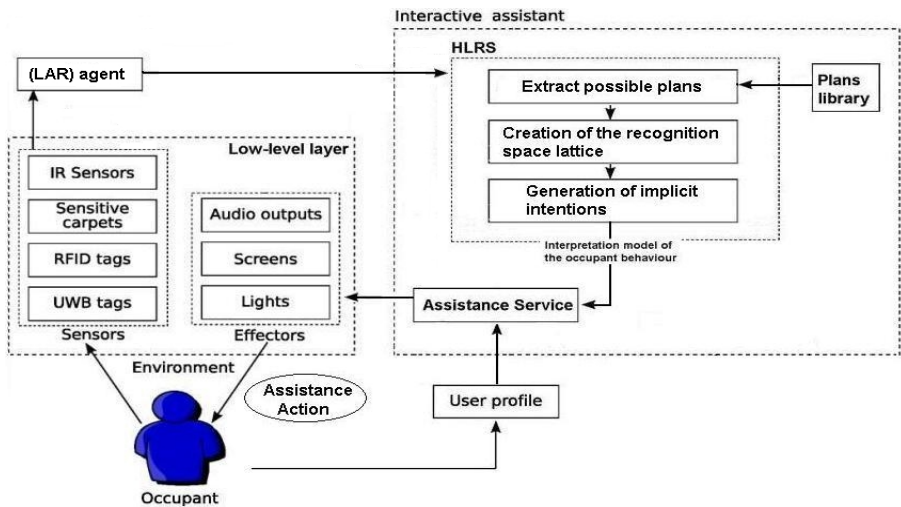 Interactive assistant
HLRS
(LAR) agent
Extract possible plans
Plans
library
Creation of the recognition
space lattice
Generation of implicit
intentions
Interpretation model of
the occupant behaviour
Low-level layer
IR Sensors
Sensitive
carpets
RFID tags
UWB tags
Sensors
Audio outputs
Screens
Lights
Effectors
Assistance Service
Environment
Assistance
Action
User profile
Occupant